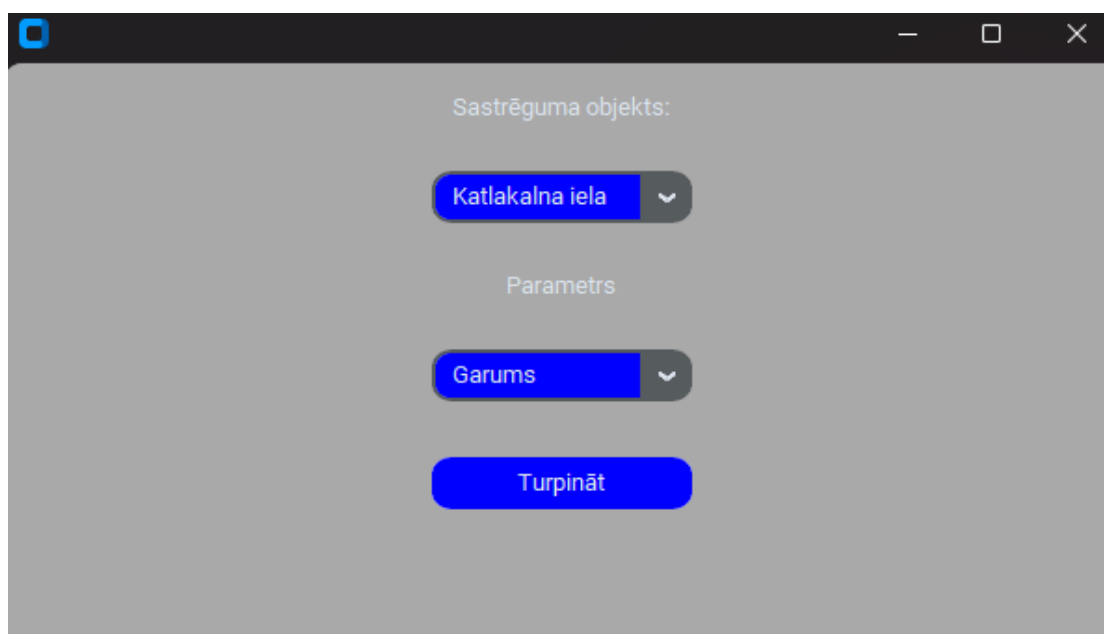 Sastrēguma objekts:
Katlakalna iela
Parametrs
Garums
Turpināt